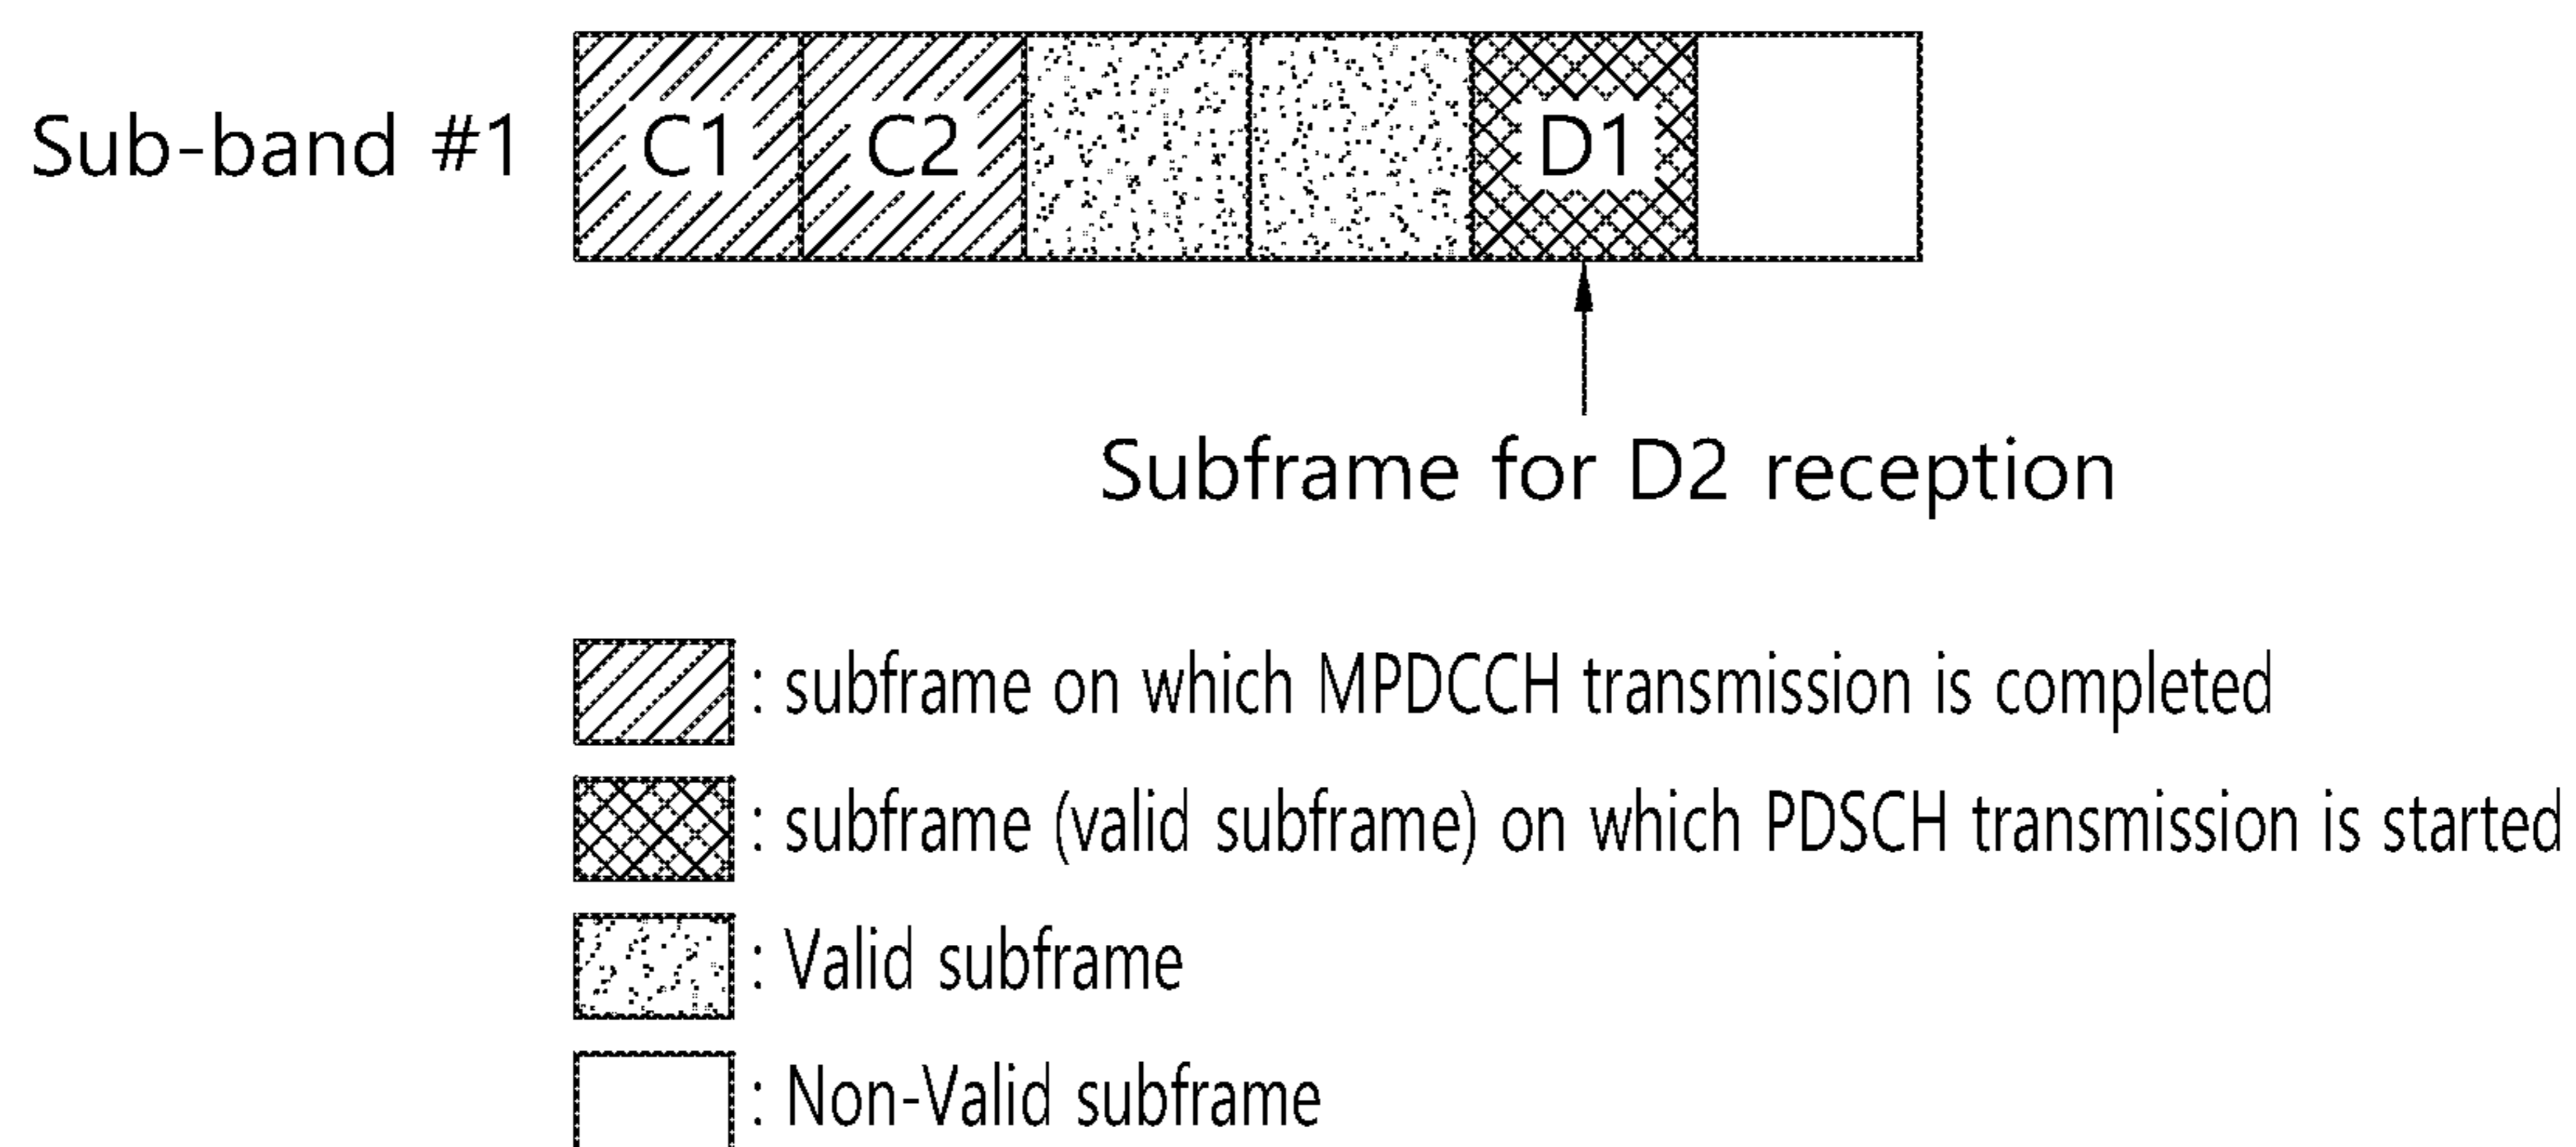 Sub-band #1 C1 C2 D1
Subframe for D2 reception
: subframe on which MPDCCH transmission is completed
: subframe (valid subframe) on which PDSCH transmission is started
: Valid subframe
: Non-Valid subframe